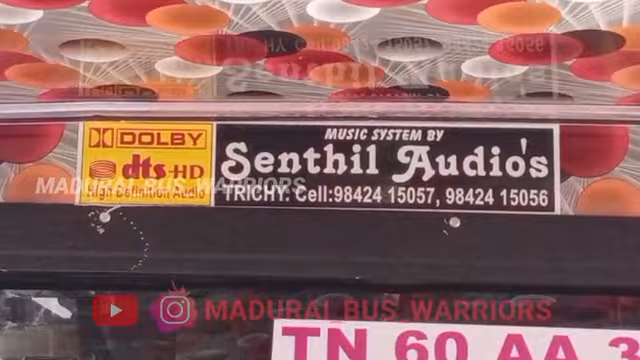 DOLBY
dts-HD
High Definition Audio
MUSIC SYSTEM BY
Senthil Audio's
TRICHY. Cell:98424 15057, 98424 15056
MADURAI BUS WARRIORS
MADURAI BUS WARRIORS
TN 60 AA